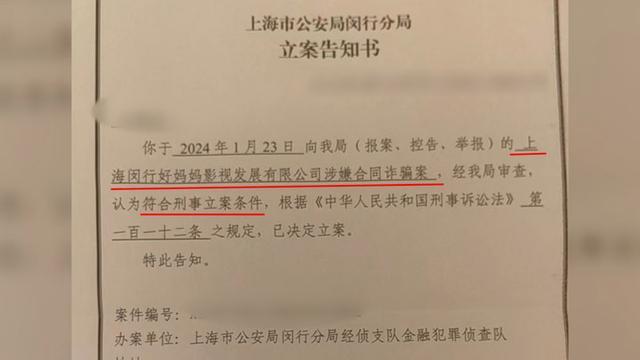 上海市公安局闵行分局
立案告知书
你于 2024 年 1 月 23 日 向我局（报案、控告、举报）的 上
海闵行好妈妈影视发展有限公司涉嫌合同诈骗案 ，经我局审查，
认为符合刑事立案条件，根据《中华人民共和国刑事诉讼法》 第
一百一十二条 之规定，已决定立案。
特此告知。
案件编号：
办案单位：上海市公安局闵行分局经侦支队金融犯罪侦查队